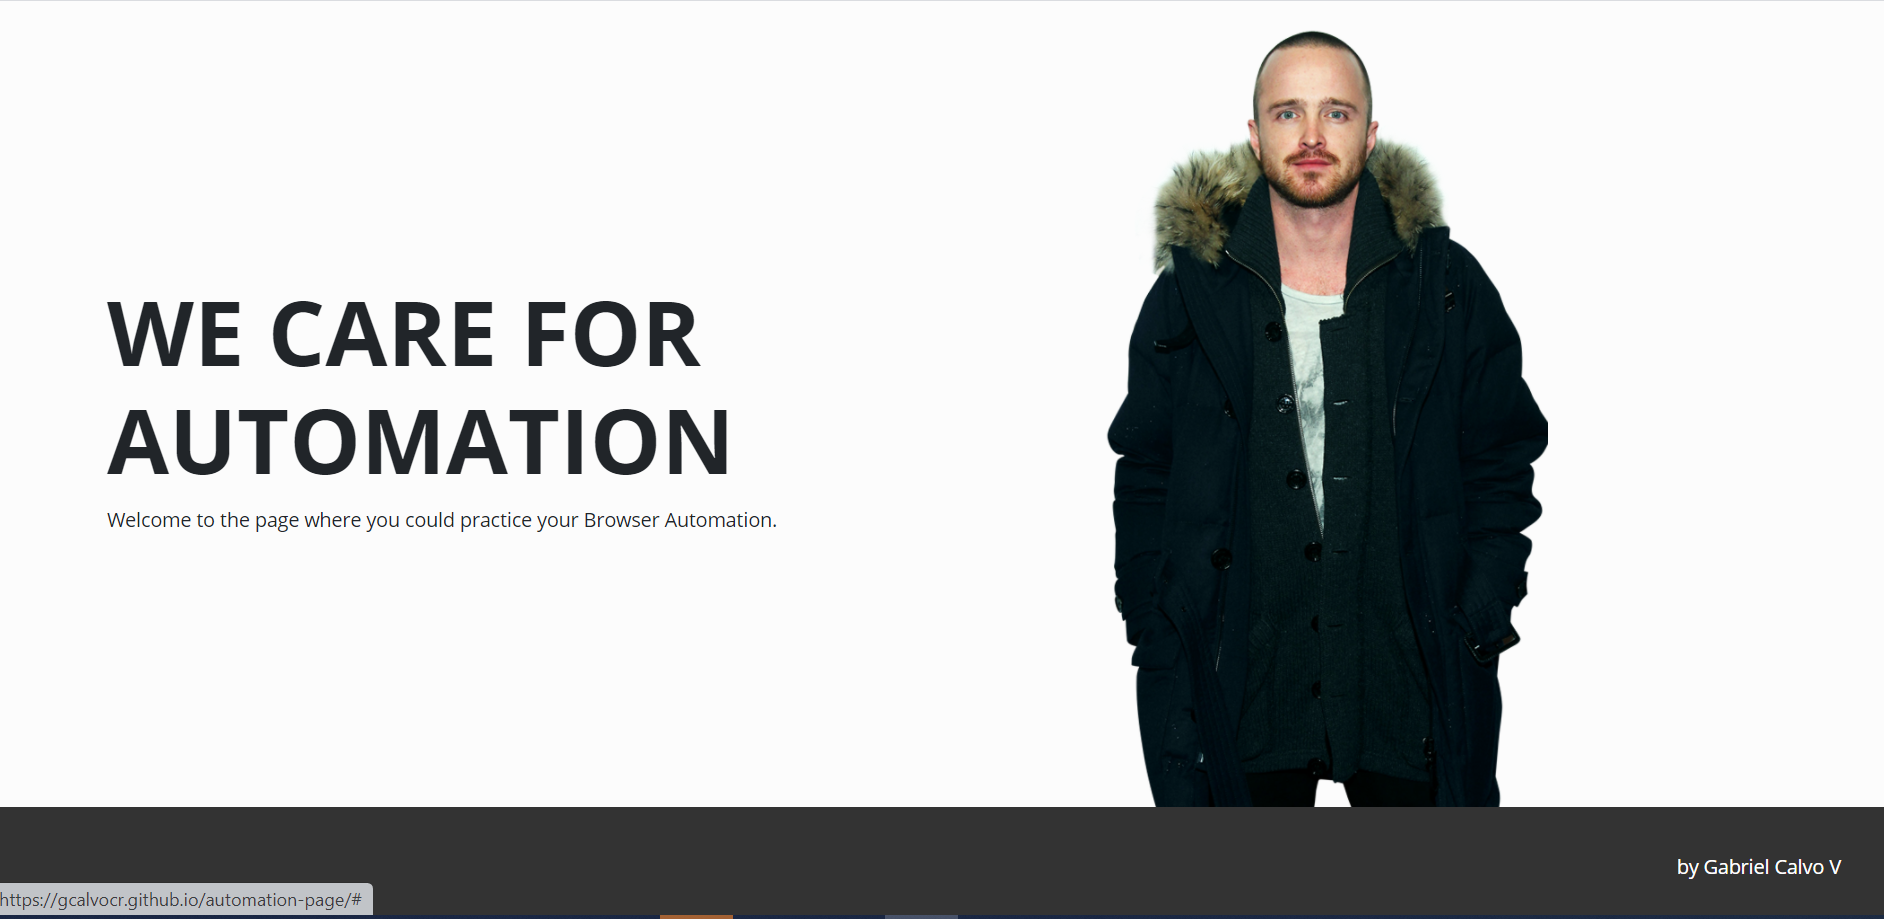 WE CARE FOR
AUTOMATION
Welcome to the page where you could practice your Browser Automation.
by Gabriel Calvo V
https://gcalvocr.github.io/automation-page/#